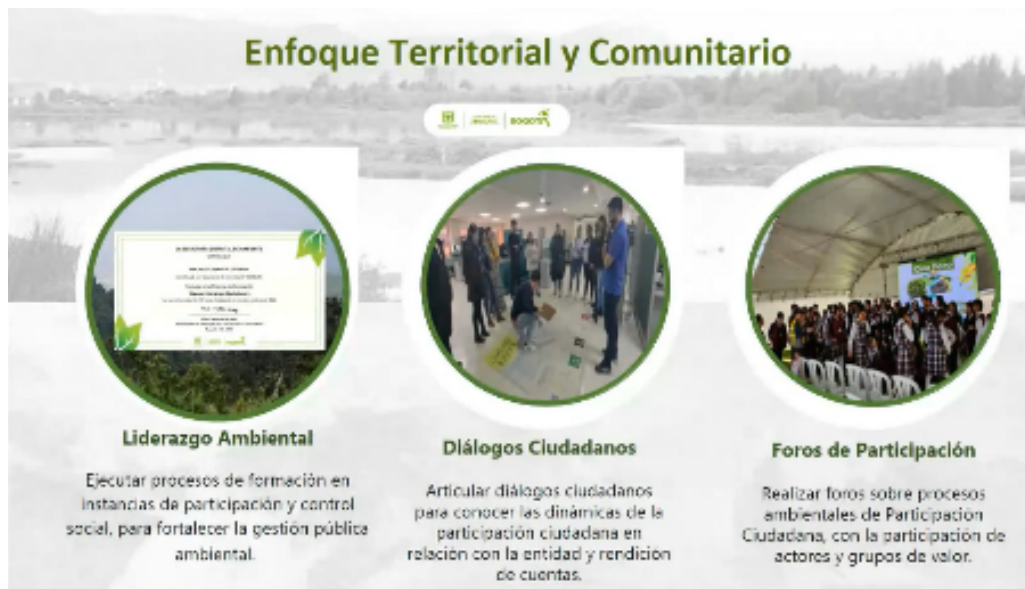 Enfoque Territorial y Comunitario
BOGOTÁ
Liderazgo Ambiental
Ejecutar procesos de formación en
instancias de participación y control
social, para fortalecer la gestión pública
ambiental.
Diálogos Ciudadanos
Articular diálogos ciudadanos
para conocer las dinámicas de la
participación ciudadana en
relación con la entidad y rendición
de cuentas.
Foros de Participación
Realizar foros sobre procesos
ambientales de Participación
Ciudadana, con la participación de
actores y grupos de valor.